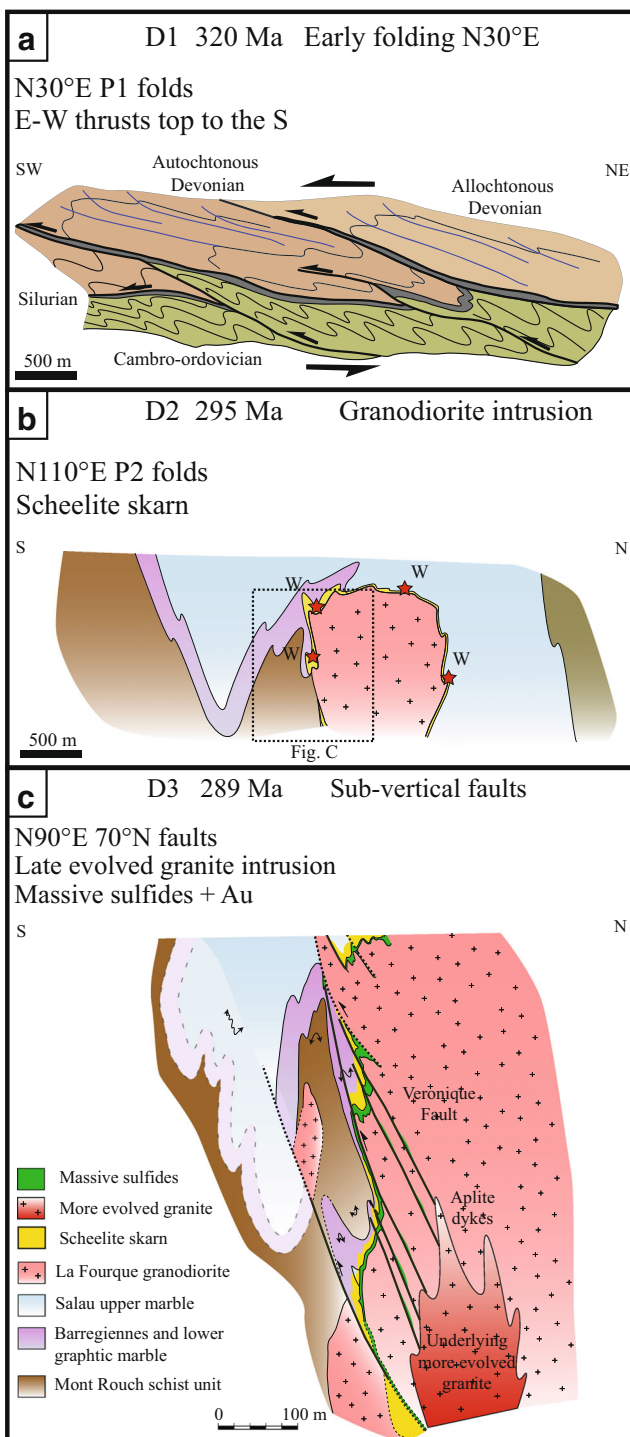 a
D1 320 Ma Early folding N30°E
N30°E P1 folds
E-W thrusts top to the S
SW
Autochtonous
Devonian
Allochtonous
Devonian
NE
Silurian
Cambro-ordovician
500 m
b
D2 295 Ma Granodiorite intrusion
N110°E P2 folds
Scheelite skarn
S
N
W
W
W
W
500 m
Fig. C
c
D3 289 Ma Sub-vertical faults
N90°E 70°N faults
Late evolved granite intrusion
Massive sulfides + Au
S
N
Veronique
Fault
Aplite
dykes
Underlying
more-evolved
granite
Massive sulfides
More evolved granite
Scheelite skarn
La Fourque granodiorite
Salau upper marble
Barregiennes and lower
graphtic marble
Mont Rouch schist unit
0 100 m